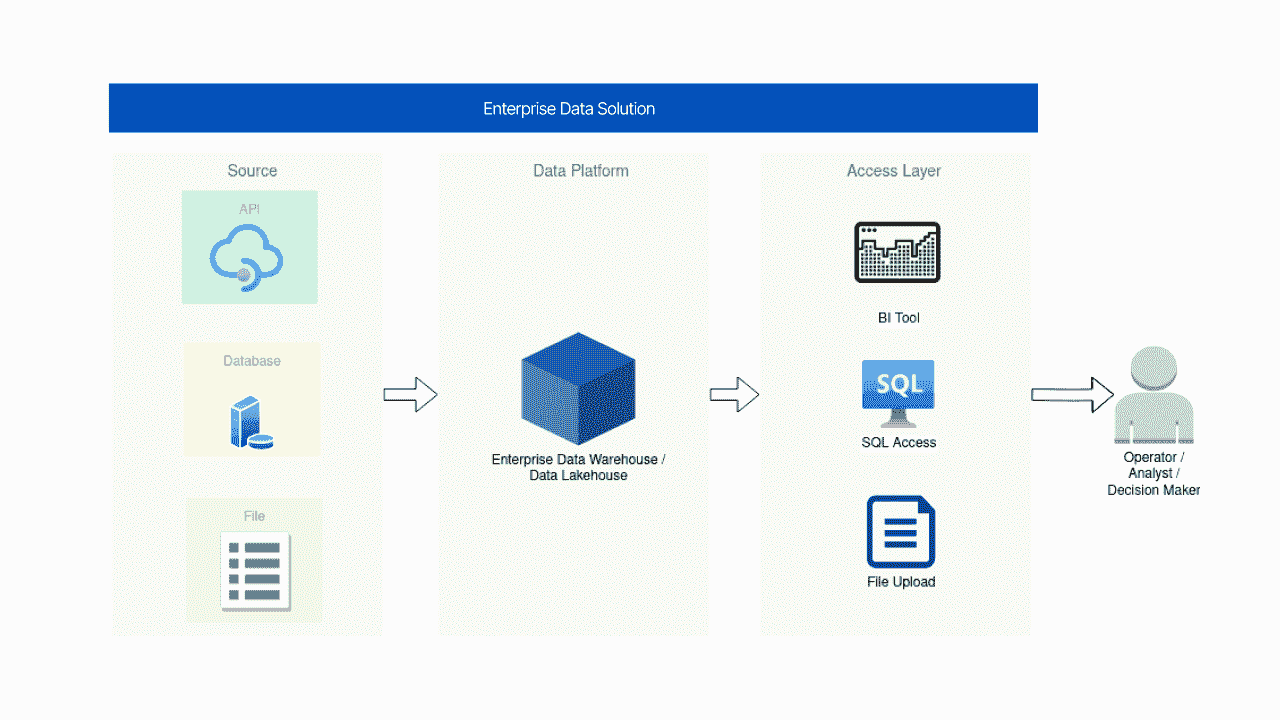 Enterprise Data Solution
Source
API
Database
File
Data Platform
Enterprise Data Warehouse /
Data Lakehouse
Access Layer
BI Tool
SQL
SQL Access
File Upload
Operator /
Analyst /
Decision Maker